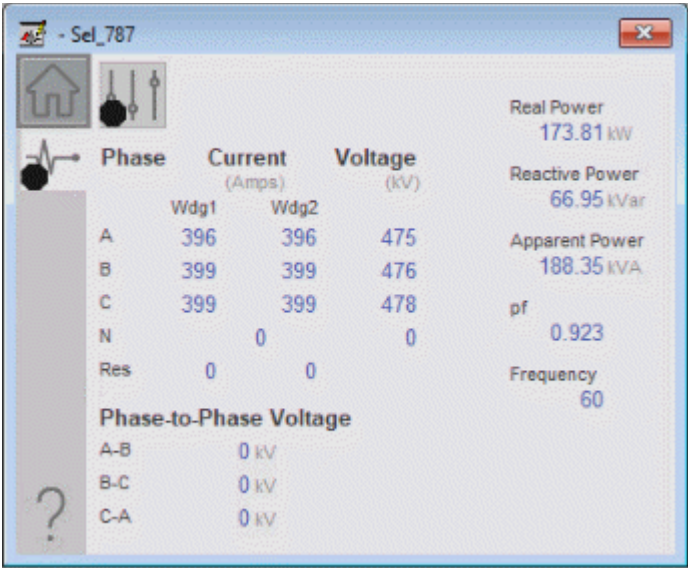 - Sel_787
Real Power
173.81 kW
Phase Current Voltage
(Amps) (kV)
Reactive Power
66.95 kVar
Wdg1 Wdg2
A 396 396 475
Apparent Power
188.35 kVA
B 399 399 476
C 399 399 478
pf
0.923
N 0 0
Res 0 0
Frequency
60
Phase-to-Phase Voltage
A-B 0 kV
B-C 0 kV
C-A 0 kV
?